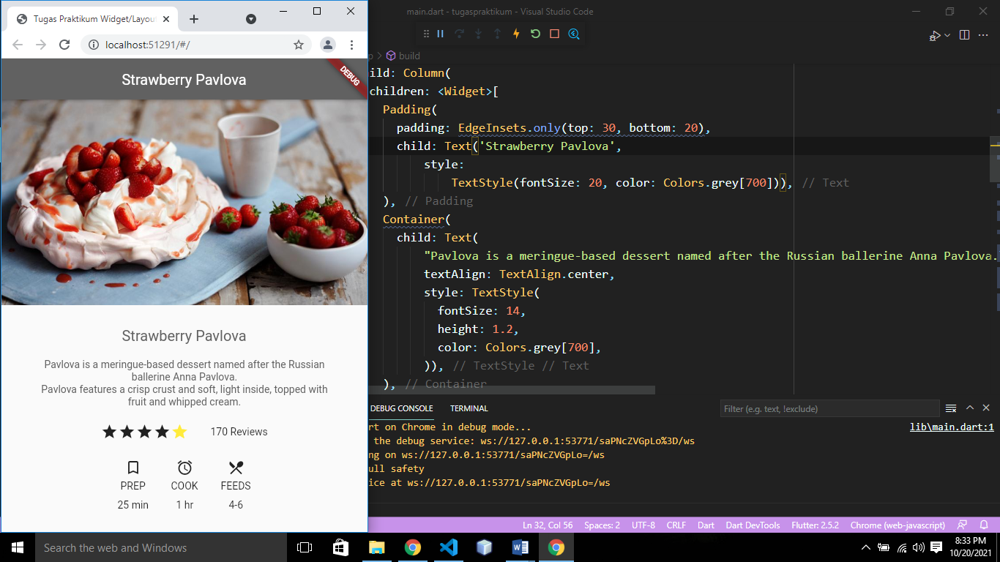 Tugas Praktikum Widget/Layou
localhost:51291/#/
Strawberry Pavlova
DEBUG
Strawberry Pavlova
Pavlova is a meringue-based dessert named after the Russian
ballerine Anna Pavlova.
Pavlova features a crisp crust and soft, light inside, topped with
fruit and whipped cream.
170 Reviews
PREP COOK FEEDS
25 min 1 hr 4-6
main.dart - tugaspraktikum - Visual Studio Code
p > build
ild: Column(
children: <Widget>[
Padding(
padding: EdgeInsets.only(top: 30, bottom: 20),
child: Text('Strawberry Pavlova',
style:
TextStyle(fontSize: 20, color: Colors.grey[700])), // Text
), // Padding
Container(
child: Text(
"Pavlova is a meringue-based dessert named after the Russian ballerine Anna Pavlova.
textAlign: TextAlign.center,
style: TextStyle(
fontSize: 14,
height: 1.2,
color: Colors.grey[700],
)), // TextStyle // Text
), // Container
DEBUG CONSOLE TERMINAL Filter (e.g. text, !exclude)
rt on Chrome in debug mode... lib\main.dart:1
the debug service: ws://127.0.0.1:53771/saPNcZVGpLo%3D/ws
ng on ws://127.0.0.1:53771/saPNcZVGpLo=/ws
ull safety
ice at ws://127.0.0.1:53771/saPNcZVGpLo=/ws
Ln 32, Col 56 Spaces: 2 UTF-8 CRLF Dart Dart DevTools Flutter: 2.5.2 Chrome (web-javascript)
Search the web and Windows
8:33 PM
10/20/2021